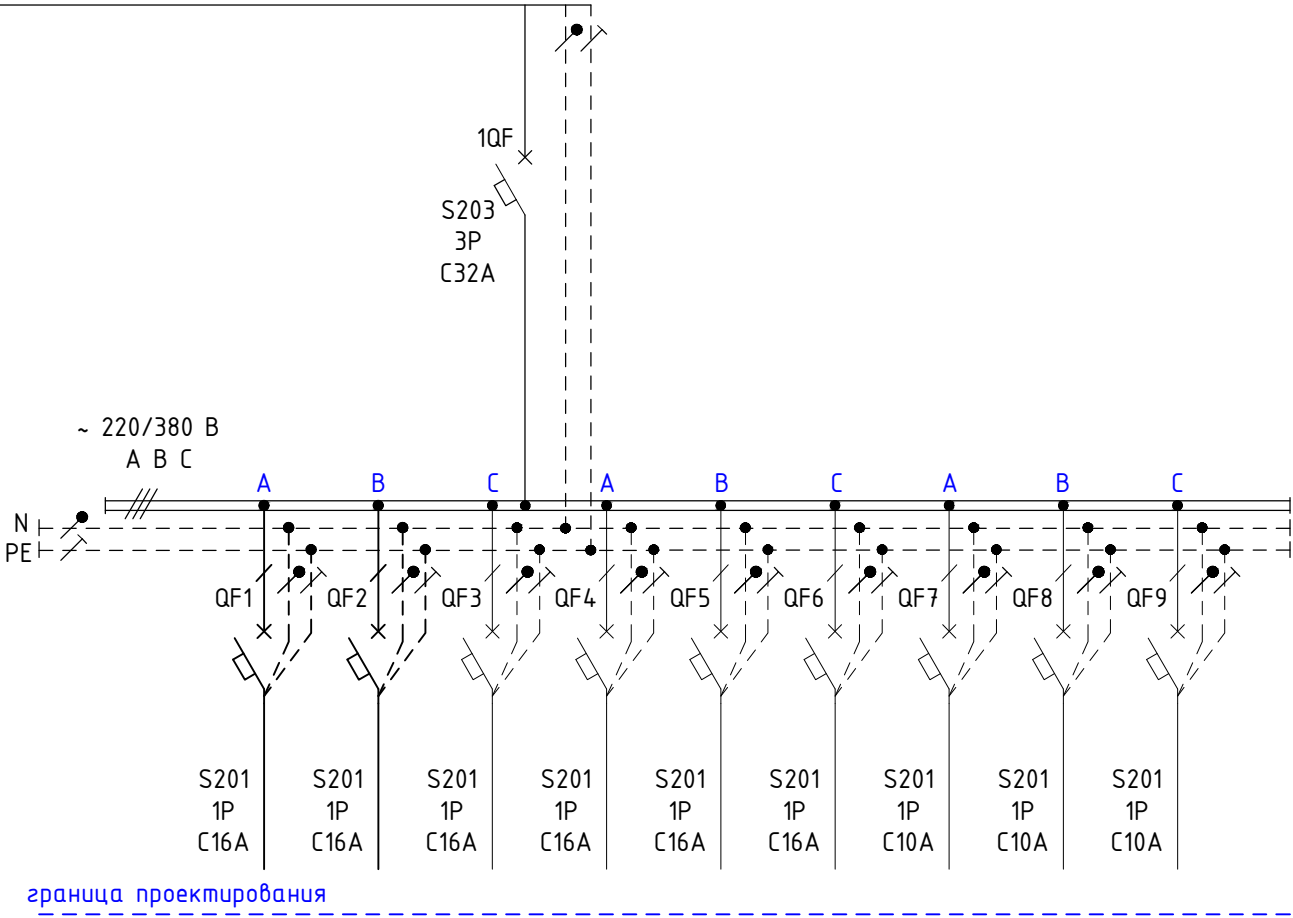 1QF
S203
3P
C32A
~ 220/380 В
А В С
A B C A B C A B C
N
PE
QF1 QF2 QF3 QF4 QF5 QF6 QF7 QF8 QF9
S201 S201 S201 S201 S201 S201 S201 S201 S201
1P 1P 1P 1P 1P 1P 1P 1P 1P
C16A C16A C16A C16A C16A C16A C10A C10A C10A
граница проектирования